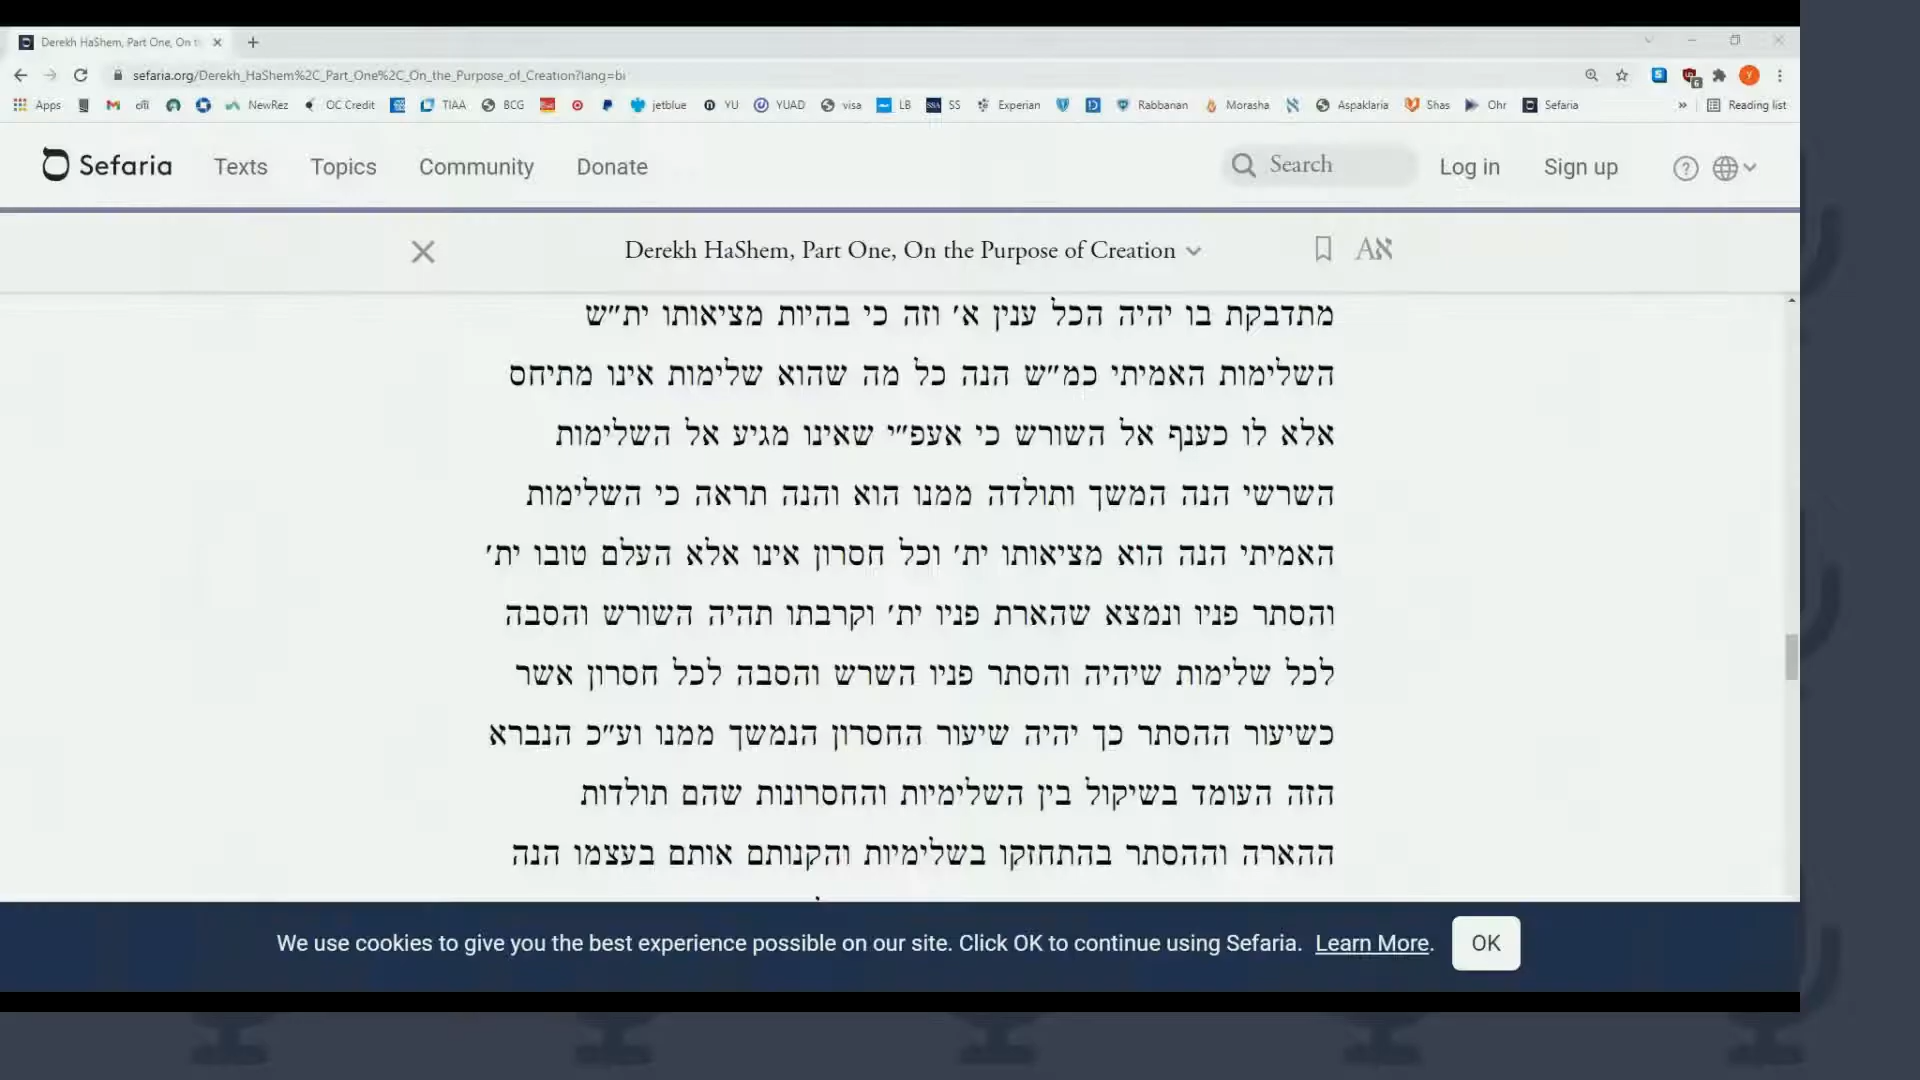 Derekh HaShem, Part One, On t
sefaria.org/Derekh_HaShem%2C_Part_One%2C_On_the_Purpose_of_Creation?lang=bi
Apps citi NewRez OC Credit TIAA BCG jetblue YU YUAD visa LB SS Experian Rabbanan Morasha Aspaklaria Shas Ohr Sefaria » Reading list
Sefaria Texts Topics Community Donate Search Log in Sign up
Derekh HaShem, Part One, On the Purpose of Creation Aא
מתדבקת בו יהיה הכל ענין א׳ וזה כי בהיות מציאותו ית״ש
השלימות האמיתי כמ״ש הנה כל מה שהוא שלימות אינו מתיחס
אלא לו כענף אל השורש כי אעפ״י שאינו מגיע אל השלימות
השרשי הנה המשך ותולדה ממנו הוא והנה תראה כי השלימות
האמיתי הנה הוא מציאותו ית׳ וכל חסרון אינו אלא העלם טובו ית׳
והסתר פניו ונמצא שהארת פניו ית׳ וקרבתו תהיה השורש והסבה
לכל שלימות שיהיה והסתר פניו השרש והסבה לכל חסרון אשר
כשיעור ההסתר כך יהיה שיעור החסרון הנמשך ממנו וע״כ הנברא
הזה העומד בשיקול בין השלימיות והחסרונות שהם תולדות
ההארה וההסתר בהתחזקו בשלימיות והקנותם אותם בעצמו הנה
We use cookies to give you the best experience possible on our site. Click OK to continue using Sefaria. Learn More. OK